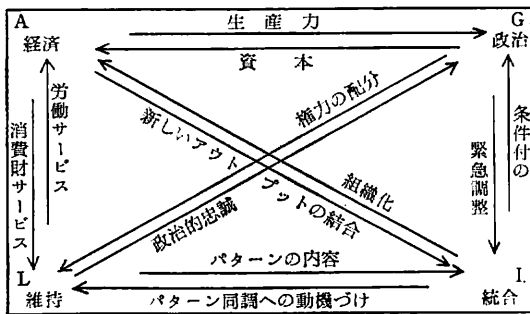 A
G
生産力
経済
政治
資本
労働サービス
消費財サービス
権力の配分
新しいアウトプットの結合
組織化
政治的忠誠
条件付の
緊急調整
L
I
パターンの内容
維持
統合
パターン同調への動機づけ